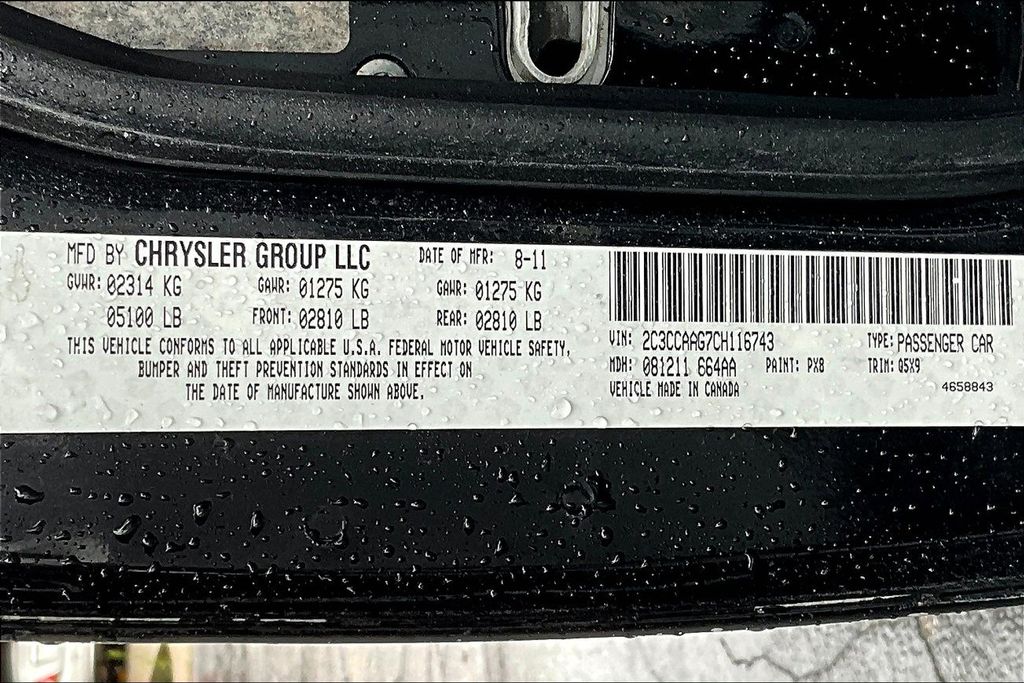 MFD BY CHRYSLER GROUP LLC DATE OF MFR: 8-11
GVWR: 02314 KG GAWR: 01275 KG GAWR: 01275 KG
05100 LB FRONT: 02810 LB REAR: 02810 LB
THIS VEHICLE CONFORMS TO ALL APPLICABLE U.S.A. FEDERAL MOTOR VEHICLE SAFETY,
BUMPER AND THEFT PREVENTION STANDARDS IN EFFECT ON
THE DATE OF MANUFACTURE SHOWN ABOVE.
VIN: 2C3CCAAG7CH116743 TYPE: PASSENGER CAR
MDH: 081211 664AA PAINT: PX8 TRIM: Q5X9
VEHICLE MADE IN CANADA 4658843